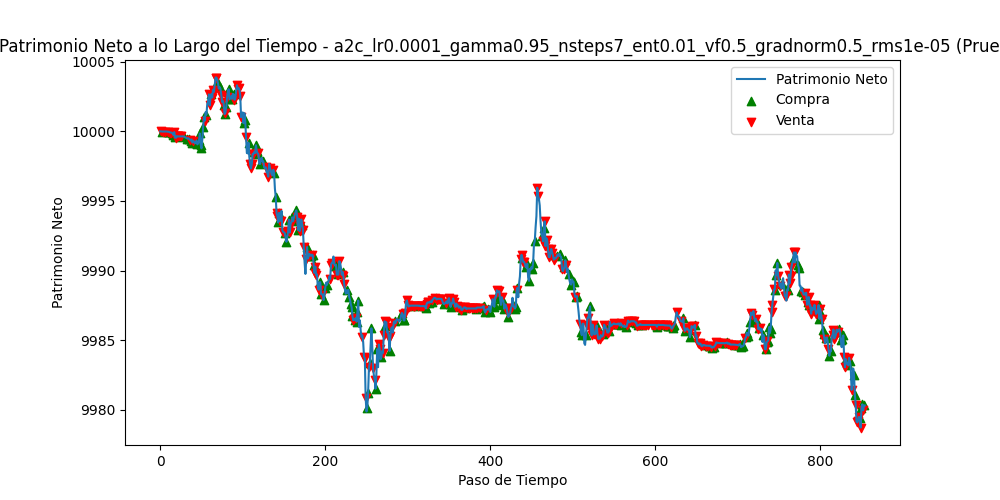 Patrimonio Neto a lo Largo del Tiempo - a2c_lr0.0001_gamma0.95_nsteps7_ent0.01_vf0.5_gradnorm0.5_rms1e-05 (Prue
Patrimonio Neto
Compra
Venta
Patrimonio Neto
10005
10000
9995
9990
9985
9980
0 200 400 600 800
Paso de Tiempo